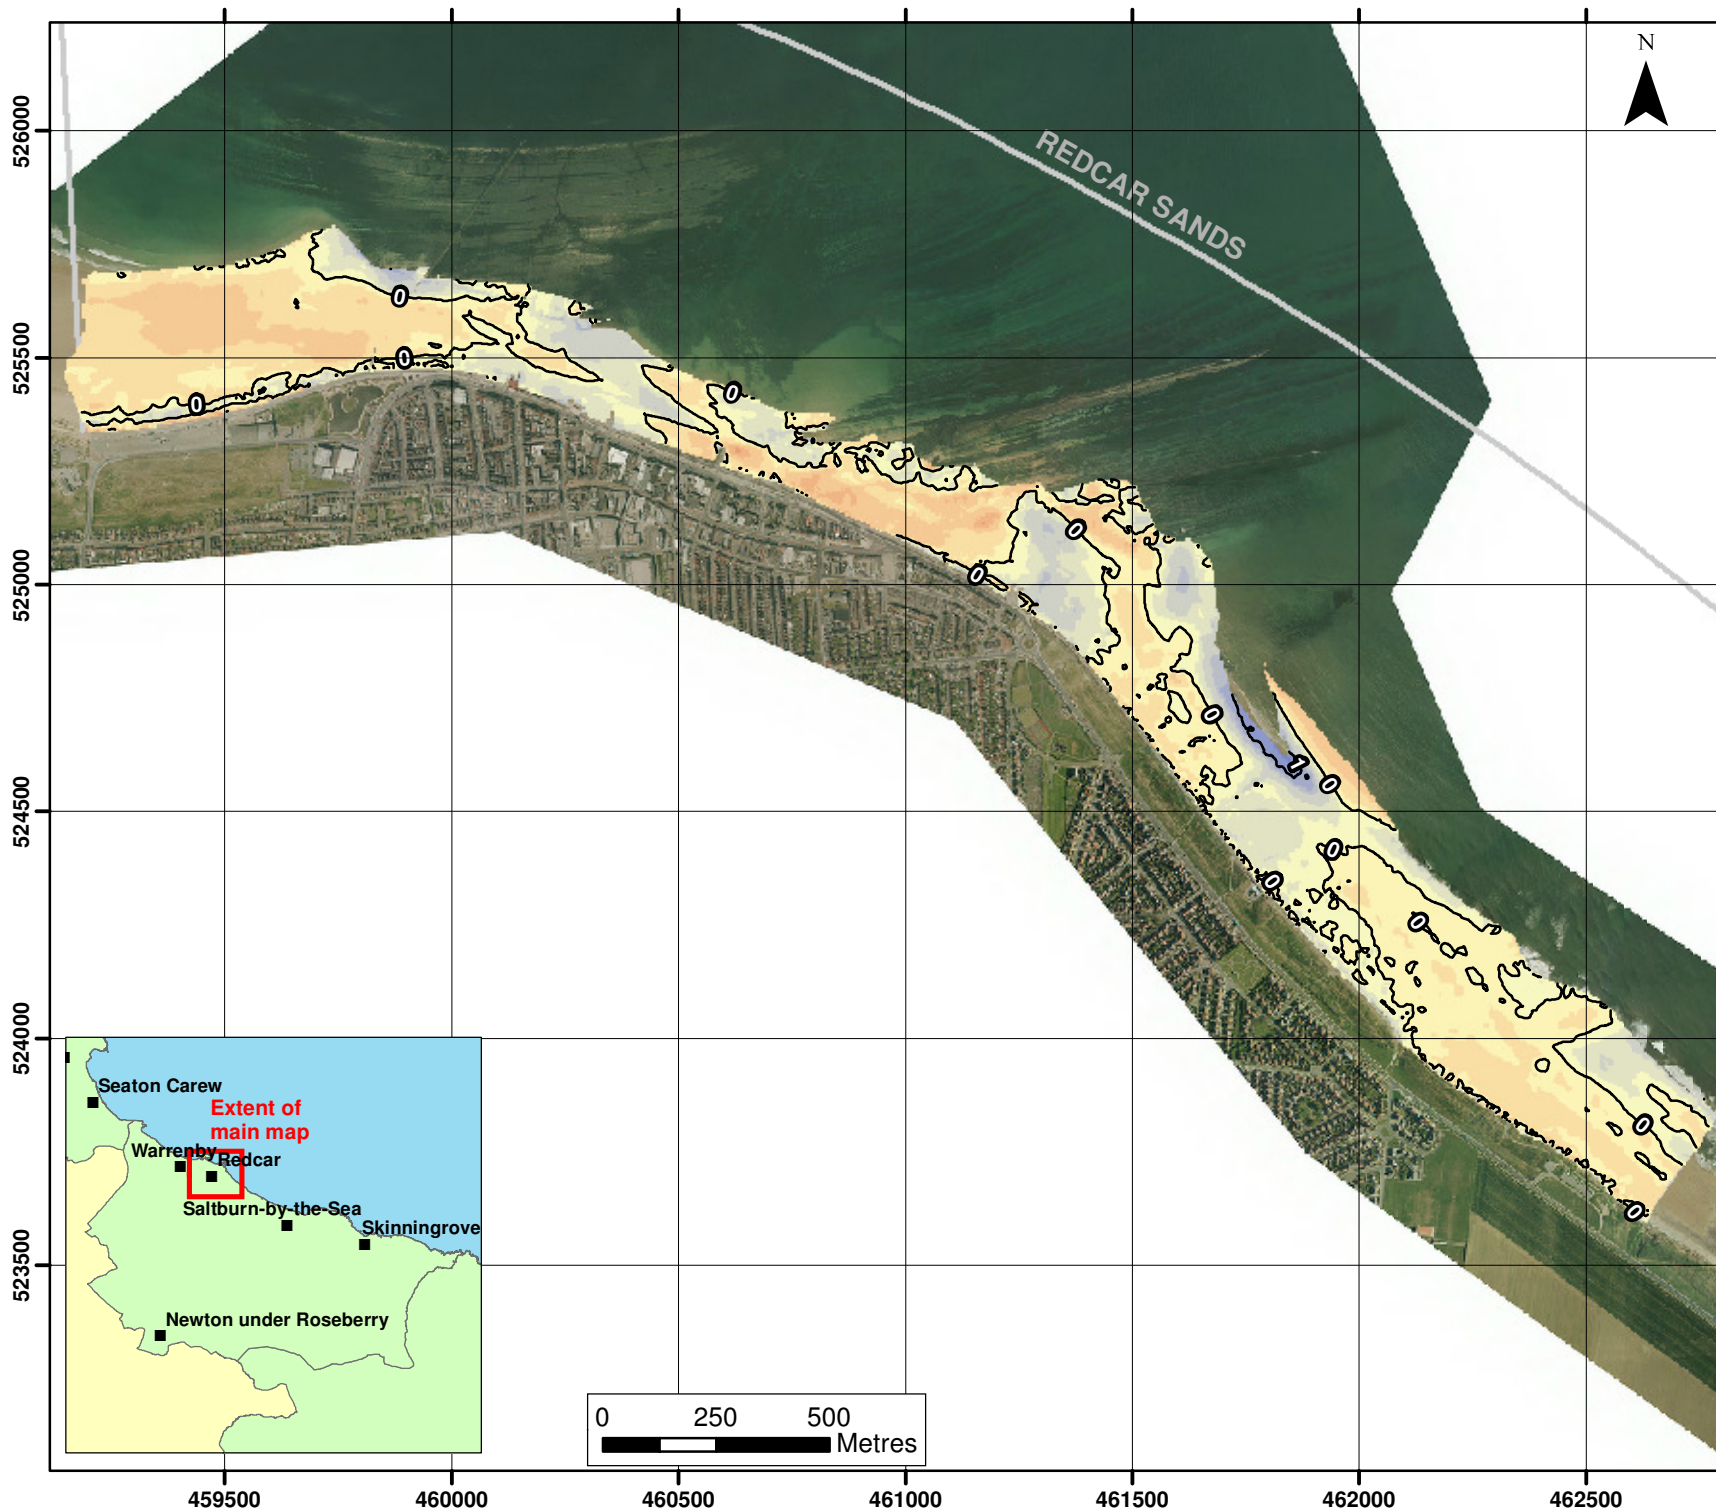 N
REDCAR SANDS
526000
525500
525000
524500
524000
523500
0
0
0
0
0
0
0
1
0
0
0
0
0
0
Seaton Carew
Extent of
main map
Warrenby
Redcar
Saltburn-by-the-Sea
Skinningrove
Newton under Roseberry
0 250 500
Metres
459500 460000 460500 461000 461500 462000 462500